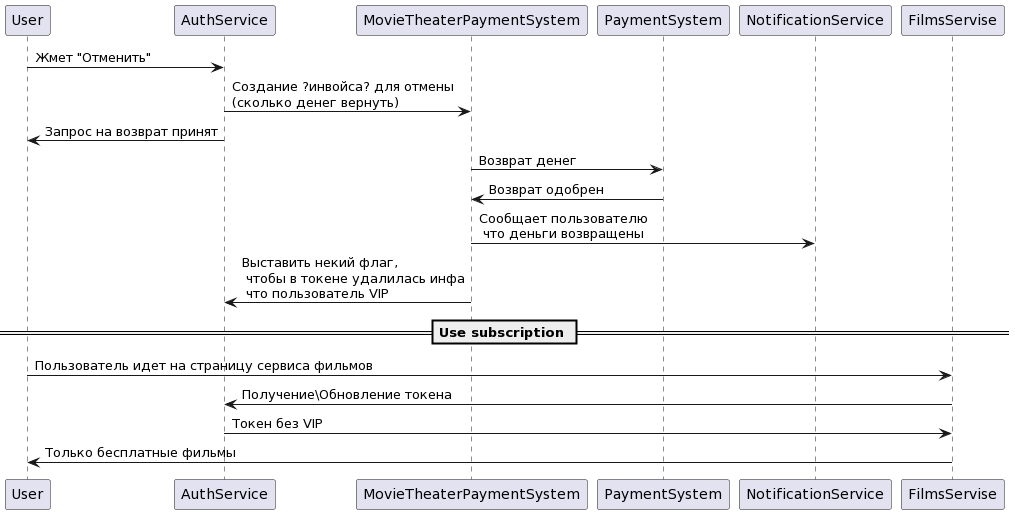 User
AuthService
MovieTheaterPaymentSystem
PaymentSystem
NotificationService
FilmsServise
Жмет "Отменить"
Создание ?инвойса? для отмены
(сколько денег вернуть)
Запрос на возврат принят
Возврат денег
Возврат одобрен
Сообщает пользователю
что деньги возвращены
Выставить некий флаг,
чтобы в токене удалилась инфа
что пользователь VIP
Use subscription
Пользователь идет на страницу сервиса фильмов
Получение\Обновление токена
Токен без VIP
Только бесплатные фильмы
User
AuthService
MovieTheaterPaymentSystem
PaymentSystem
NotificationService
FilmsServise